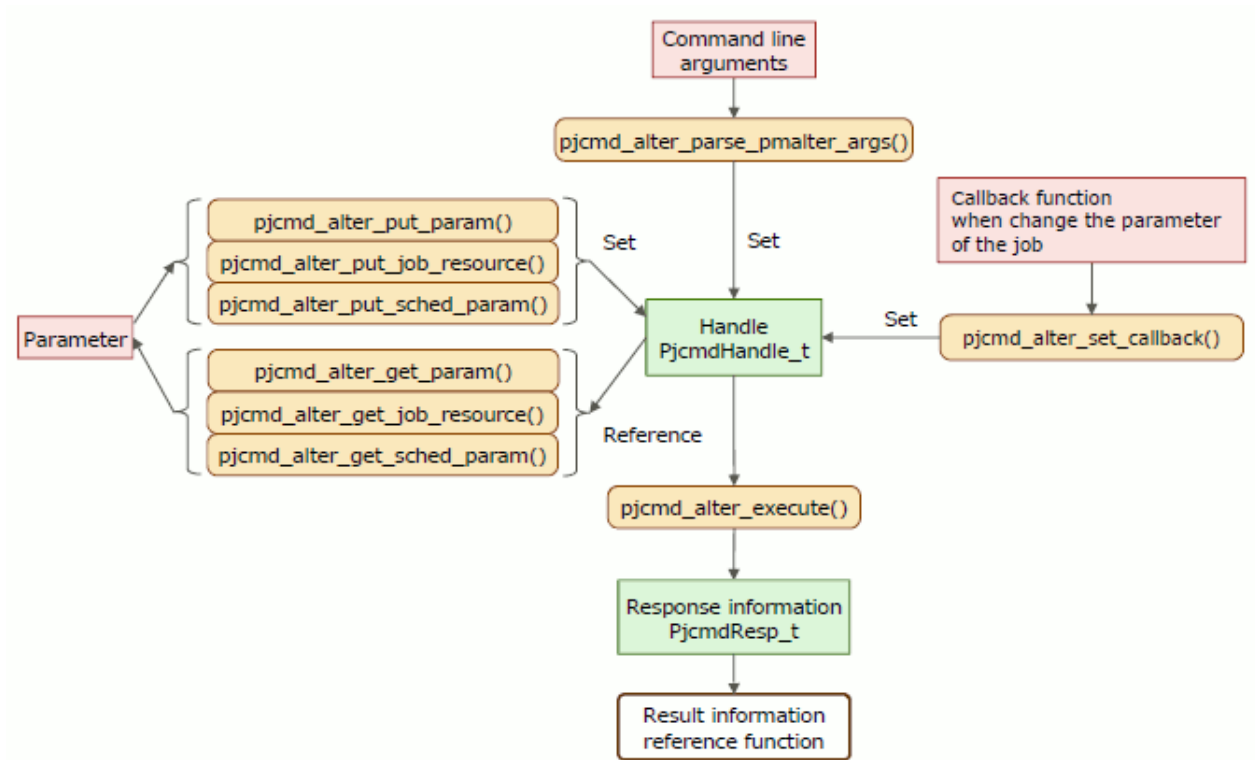 Command line
arguments
pjcmd_alter_parse_pmalter_args()
Callback function
when change the parameter
of the job
pjcmd_alter_put_param()
pjcmd_alter_put_job_resource()
pjcmd_alter_put_sched_param()
Set
Set
Parameter
Handle
PjcmdHandle_t
Set
pjcmd_alter_set_callback()
pjcmd_alter_get_param()
pjcmd_alter_get_job_resource()
pjcmd_alter_get_sched_param()
Reference
pjcmd_alter_execute()
Response information
PjcmdResp_t
Result information
reference function